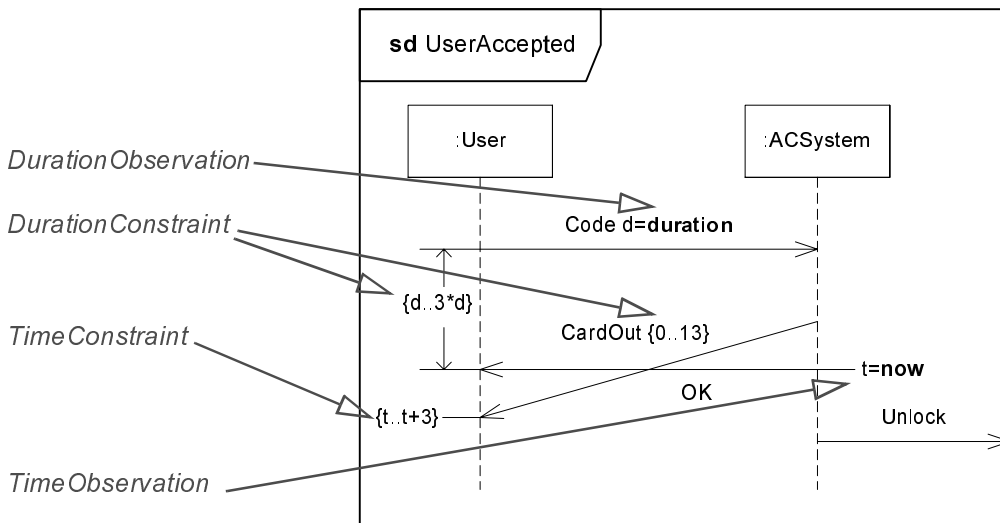 sd UserAccepted
:User
:ACSystem
DurationObservation
Code d=duration
DurationConstraint
{d..3*d}
CardOut {0..13}
TimeConstraint
t=now
OK
{t..t+3}
Unlock
TimeObservation